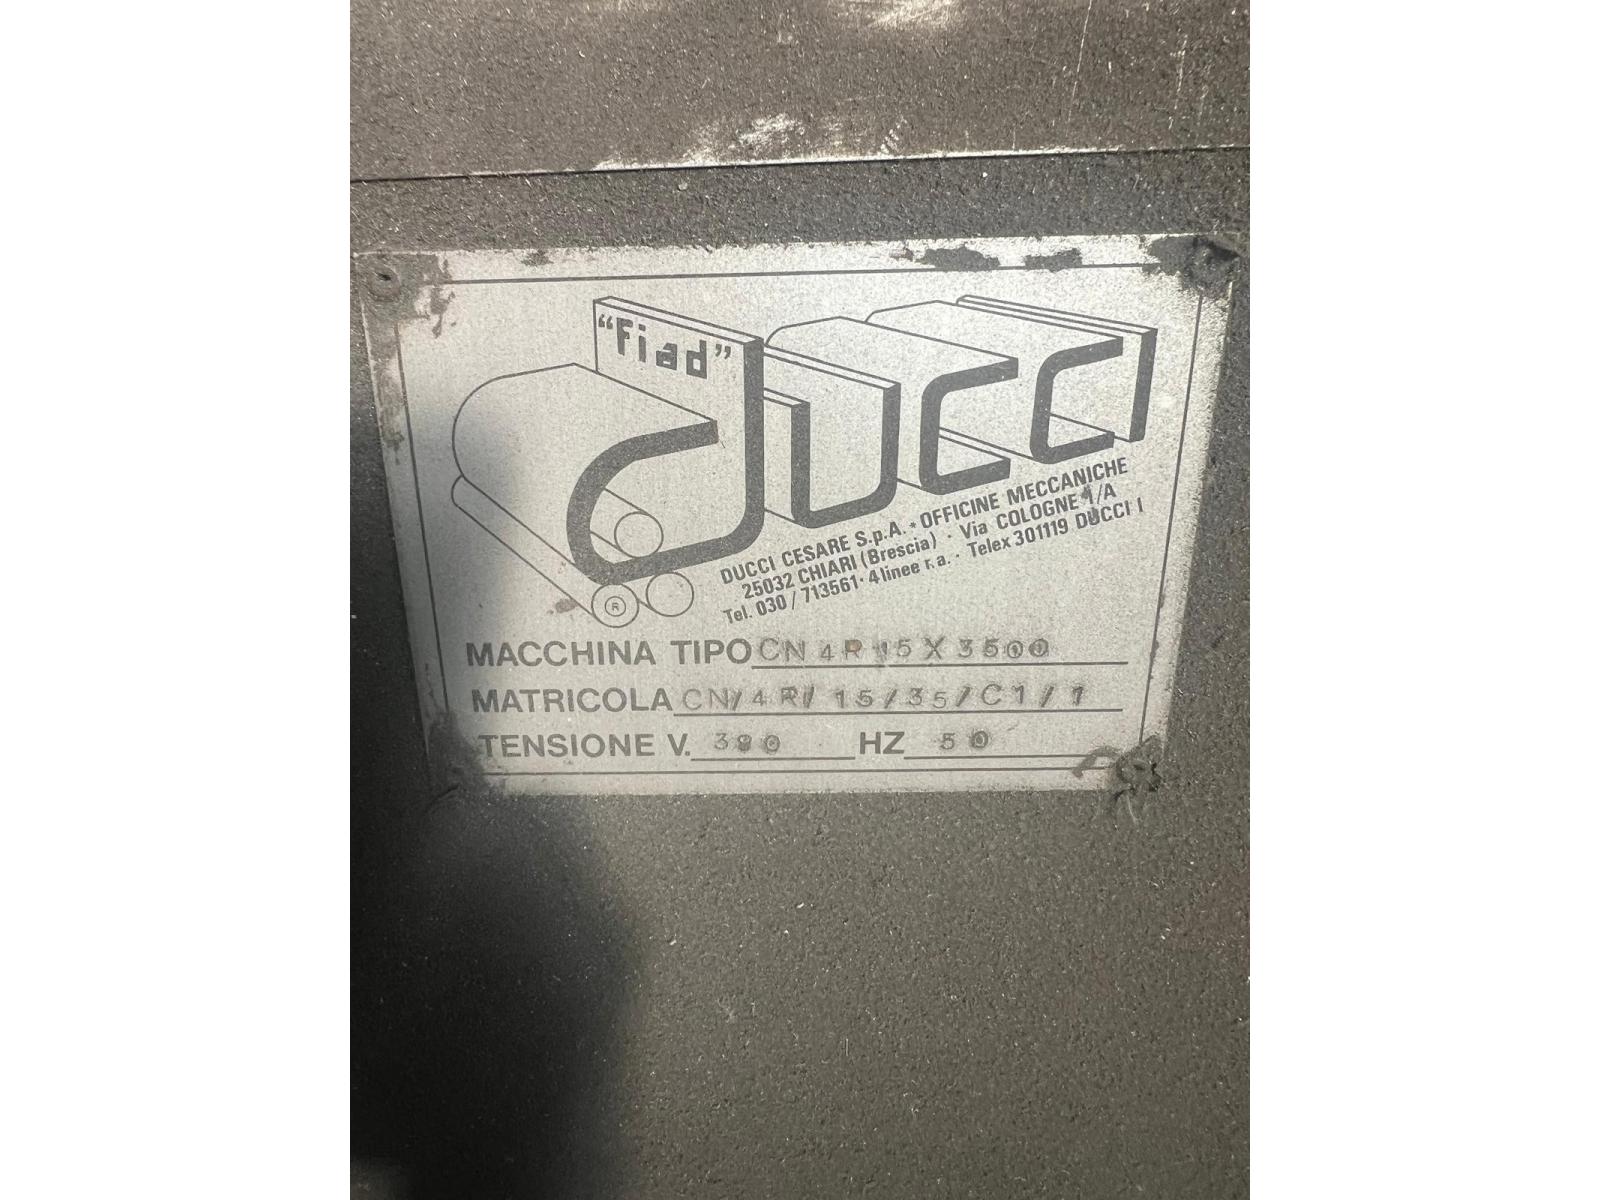 "Fiad"
ducci
DUCCI CESARE S.p.A. • OFFICINE MECCANICHE
25032 CHIARI (Brescia) · Via COLOGNE 1/A
Tel. 030 / 713561 · 4 linee r.a. · Telex 301119 DUCCI I
R
MACCHINA TIPO CN 4R 15 X 3500
MATRICOLA CN/4R/15/35/C1/1
TENSIONE V. 380 HZ 50